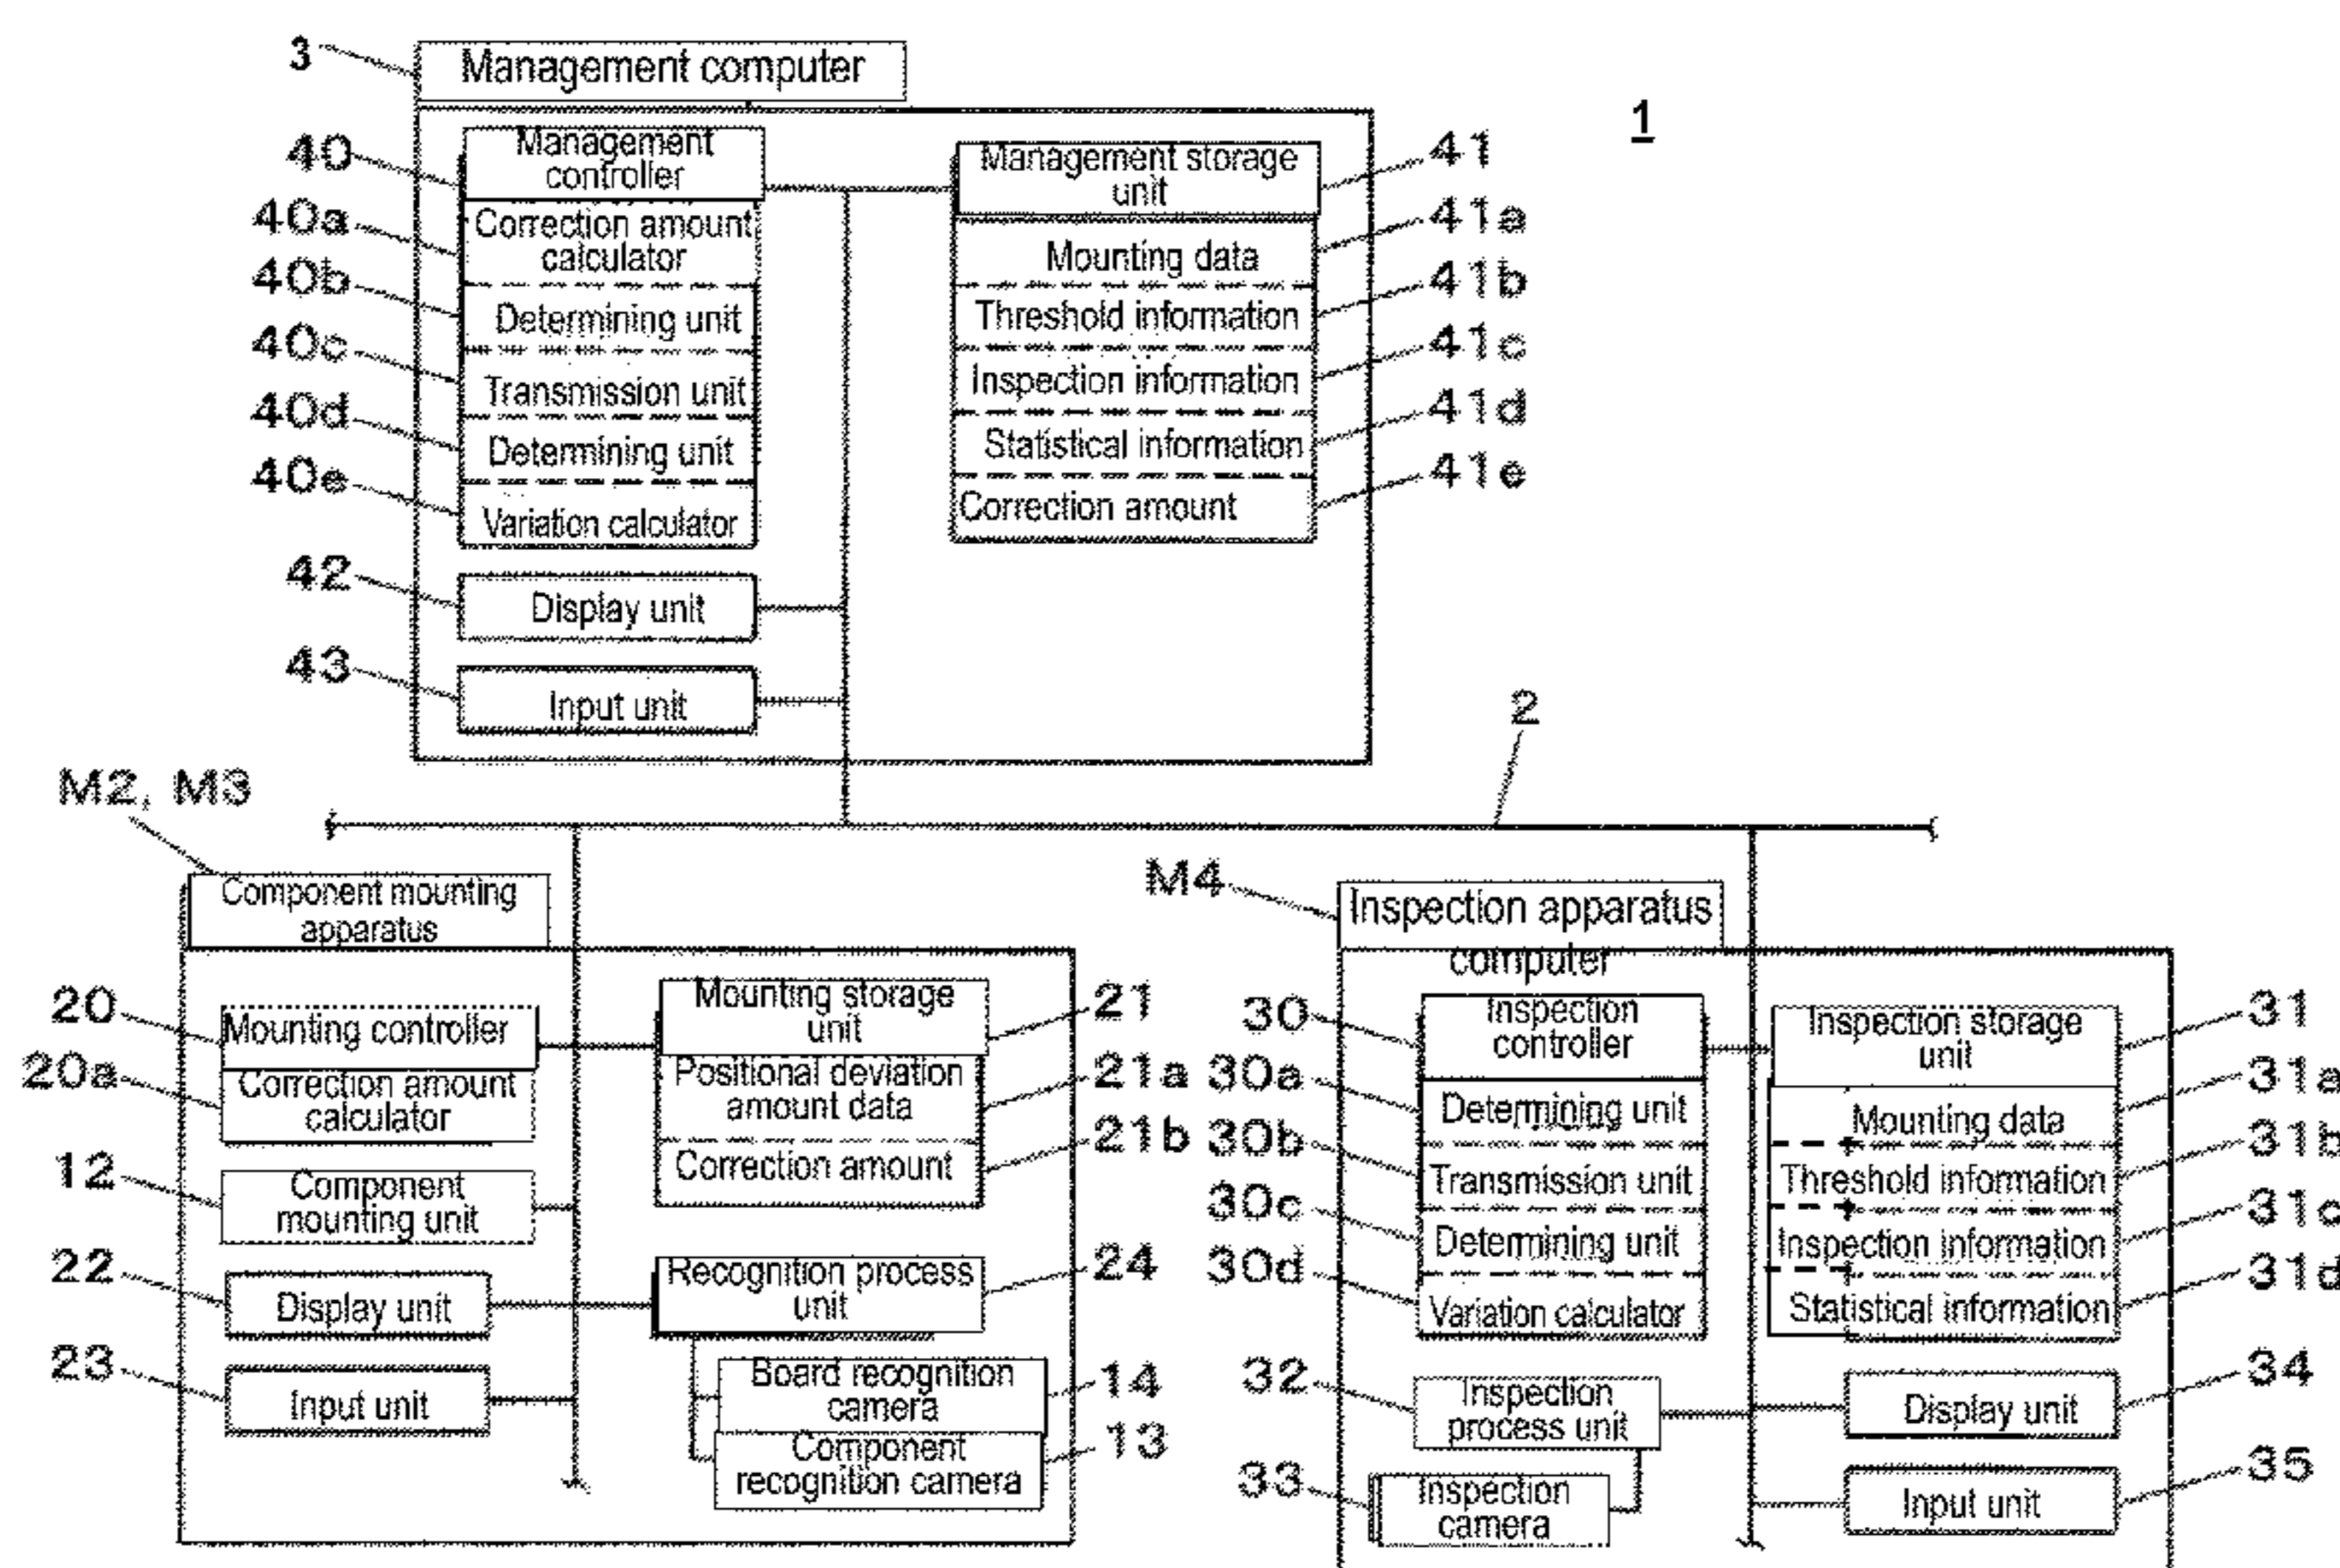 3
Management computer
1
40
Management
controller
40a
Correction amount
calculator
40b
Determining unit
40c
Transmission unit
40d
Determining unit
40e
Variation calculator
Management storage
unit
41
Mounting data
41a
Threshold information
41b
Inspection information
41c
Statistical information
41d
Correction amount
41e
42
Display unit
43
Input unit
2
M2, M3
Component mounting
apparatus
20
Mounting controller
20a
Correction amount
calculator
12
Component
mounting unit
22
Display unit
23
Input unit
Mounting storage
unit
21
Positional deviation
amount data
21a
Correction amount
21b
Recognition process
unit
24
Board recognition
camera
14
Component
recognition camera
13
M4
Inspection apparatus
computer
30
Inspection
controller
30a
Determining unit
30b
Transmission unit
30c
Determining unit
30d
Variation calculator
32
Inspection
process unit
33
Inspection
camera
Inspection storage
unit
31
Mounting data
31a
Threshold information
31b
Inspection information
31c
Statistical information
31d
Display unit
34
Input unit
35